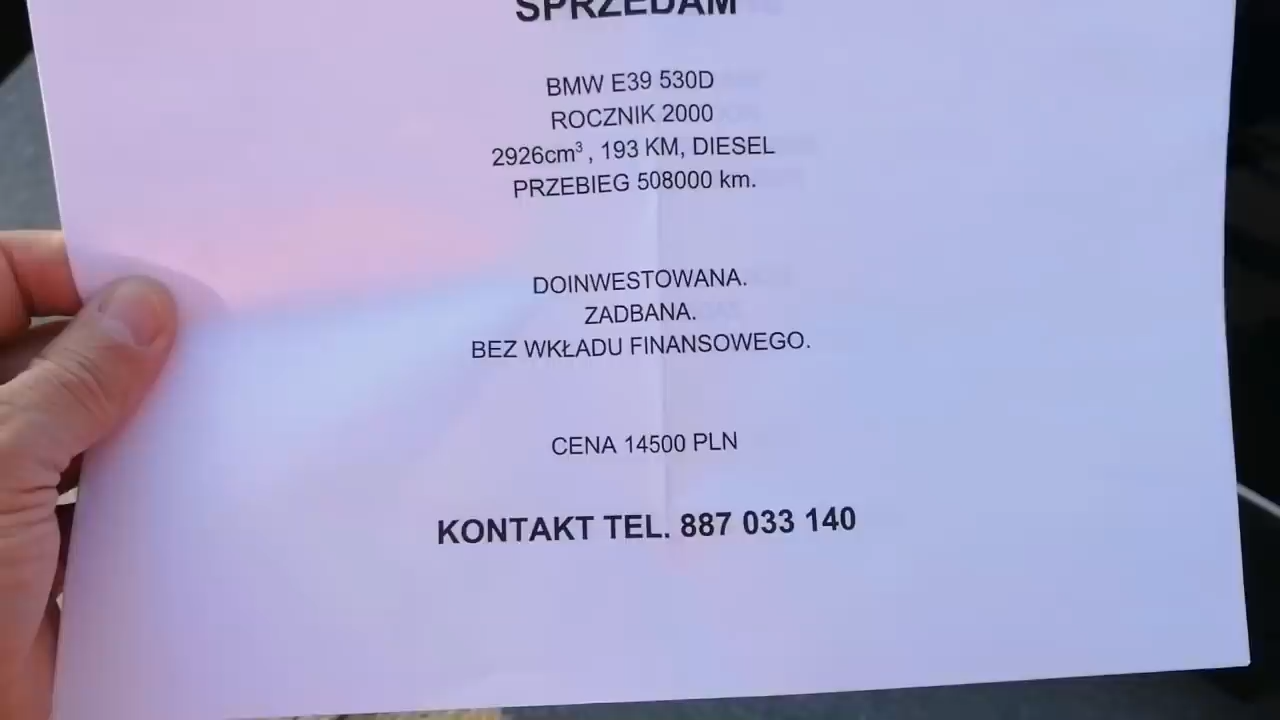 SPRZEDAM
BMW E39 530D
ROCZNIK 2000
2926cm³ , 193 KM, DIESEL
PRZEBIEG 508000 km.
DOINWESTOWANA.
ZADBANA.
BEZ WKŁADU FINANSOWEGO.
CENA 14500 PLN
KONTAKT TEL. 887 033 140